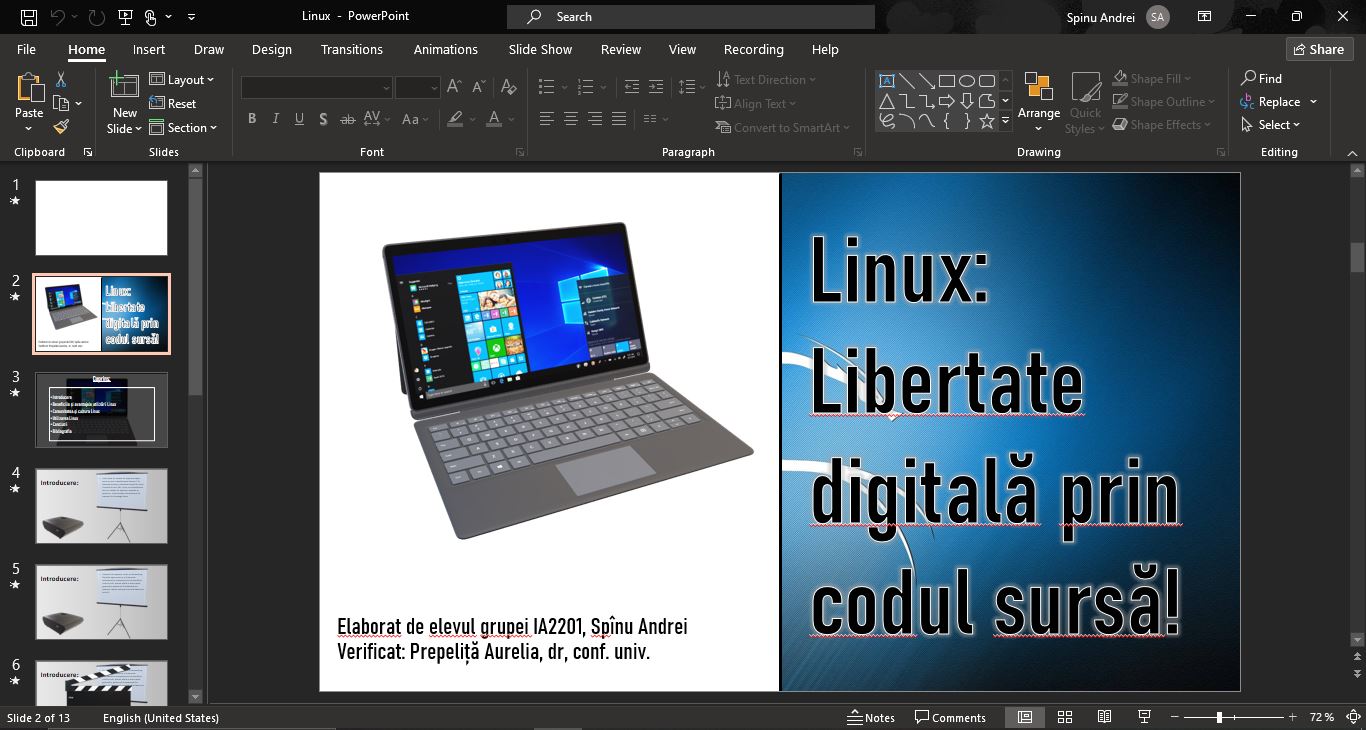 Linux - PowerPoint
Search
Spinu Andrei
SA
File Home Insert Draw Design Transitions Animations Slide Show Review View Recording Help
Share
Paste
Clipboard
New Slide
Layout
Reset
Section
Slides
B I U S ab AV Aa A
Font
Text Direction
Align Text
Convert to SmartArt
Paragraph
Arrange
Quick Styles
Shape Fill
Shape Outline
Shape Effects
Drawing
Find
Replace
Select
Editing
1
2
Linux:
Libertate
digitală prin
codul sursă!
3
Cuprins:
4
Introducere:
5
Introducere:
6
Introducere:
Linux:
Libertate
digitală prin
codul sursă!
Elaborat de elevul grupei IA2201, Spînu Andrei
Verificat: Prepeliță Aurelia, dr, conf. univ.
Slide 2 of 13
English (United States)
Notes
Comments
72 %